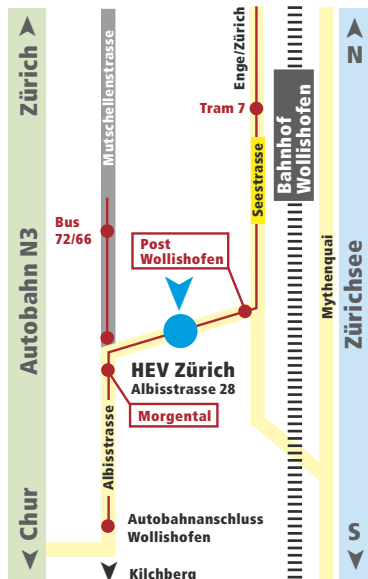 Zürich
Autobahn N3
Chur
Mutschellenstrasse
Enge/Zürich
Tram 7
Seestrasse
Bahnhof
Wollishofen
N
Mythenquai
Zürichsee
S
Bus
72/66
Post
Wollishofen
HEV Zürich
Albisstrasse 28
Morgental
Albisstrasse
Autobahnanschluss
Wollishofen
Kilchberg